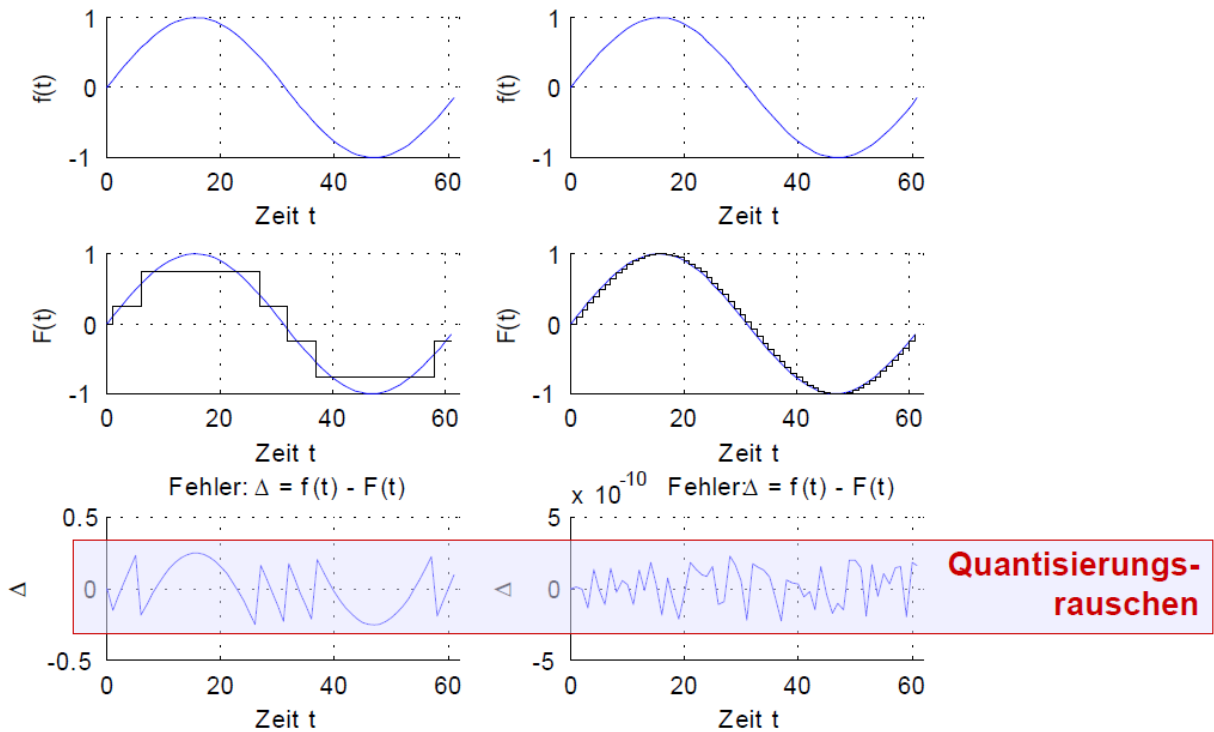 1
0
-1
f(t)
0
20
40
60
Zeit t
1
0
-1
f(t)
0
20
40
60
Zeit t
1
0
-1
F(t)
0
20
40
60
Zeit t
1
0
-1
F(t)
0
20
40
60
Zeit t
Fehler: Δ = f(t) - F(t)
0.5
0
-0.5
Δ
0
20
40
60
Zeit t
x 10^-10
Fehler:Δ = f(t) - F(t)
5
0
-5
Δ
0
20
40
60
Zeit t
Quantisierungs-
rauschen